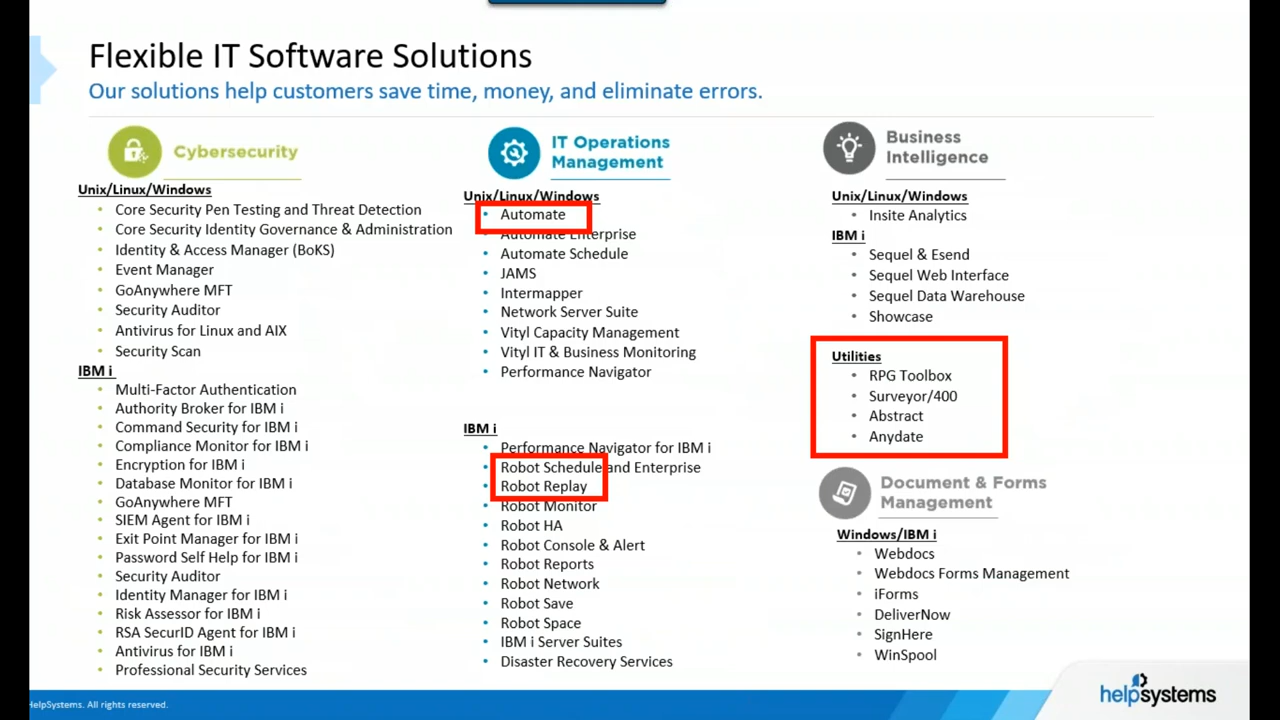 Flexible IT Software Solutions
Our solutions help customers save time, money, and eliminate errors.
Cybersecurity
Unix/Linux/Windows
Core Security Pen Testing and Threat Detection
Core Security Identity Governance & Administration
Identity & Access Manager (BoKS)
Event Manager
GoAnywhere MFT
Security Auditor
Antivirus for Linux and AIX
Security Scan
IBM i
Multi-Factor Authentication
Authority Broker for IBM i
Command Security for IBM i
Compliance Monitor for IBM i
Encryption for IBM i
Database Monitor for IBM i
GoAnywhere MFT
SIEM Agent for IBM i
Exit Point Manager for IBM i
Password Self Help for IBM i
Security Auditor
Identity Manager for IBM i
Risk Assessor for IBM i
RSA SecurID Agent for IBM i
Antivirus for IBM i
Professional Security Services
IT Operations
Management
Unix/Linux/Windows
Automate
Automate Enterprise
Automate Schedule
JAMS
Intermapper
Network Server Suite
Vityl Capacity Management
Vityl IT & Business Monitoring
Performance Navigator
IBM i
Performance Navigator for IBM i
Robot Schedule and Enterprise
Robot Replay
Robot Monitor
Robot HA
Robot Console & Alert
Robot Reports
Robot Network
Robot Save
Robot Space
IBM i Server Suites
Disaster Recovery Services
Business
Intelligence
Unix/Linux/Windows
Insite Analytics
IBM i
Sequel & Esend
Sequel Web Interface
Sequel Data Warehouse
Showcase
Utilities
RPG Toolbox
Surveyor/400
Abstract
Anydate
Document & Forms
Management
Windows/IBM i
Webdocs
Webdocs Forms Management
iForms
DeliverNow
SignHere
WinSpool
HelpSystems. All rights reserved.
helpsystems